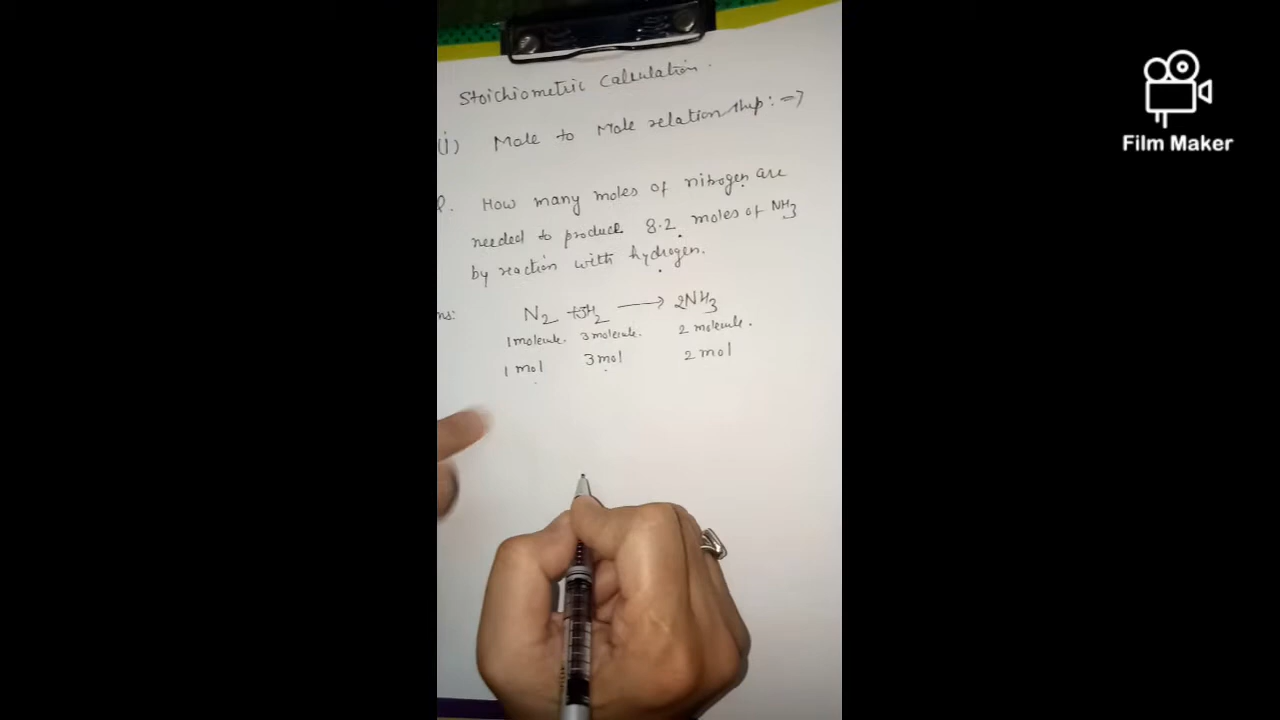 Stoichiometric Calculation.
(i) Mole to Mole relationship: =>
Q. How many moles of nitrogen are
needed to produce 8.2 moles of NH3
by reaction with hydrogen.
ns: N2 + 3H2 → 2NH3
1 molecule. 3 molecule. 2 molecule.
1 mol 3 mol 2 mol
Film Maker